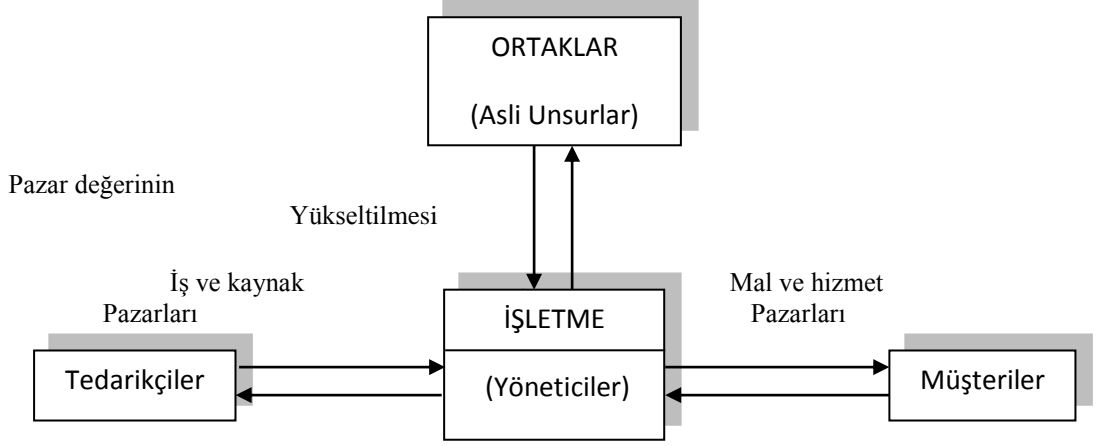 ORTAKLAR
(Asli Unsurlar)
Pazar değerinin
Yükseltilmesi
İş ve kaynak
Pazarları
Mal ve hizmet
Pazarları
Tedarikçiler
İŞLETME
(Yöneticiler)
Müşteriler